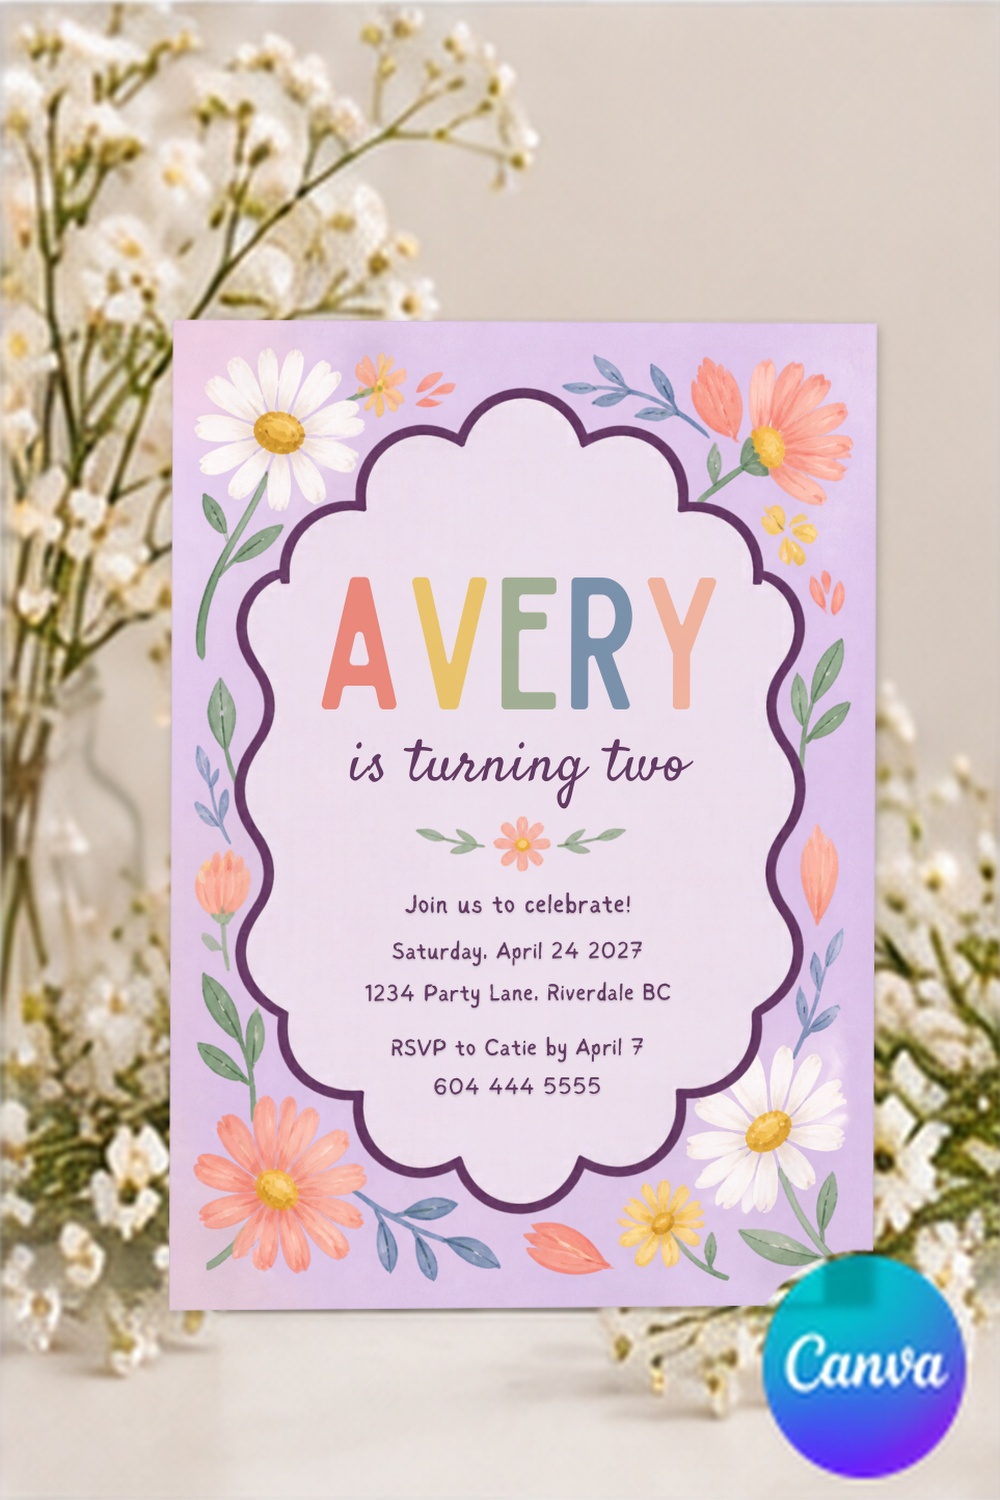 AVERY
is turning two
Join us to celebrate!
Saturday, April 24 2027
1234 Party Lane, Riverdale BC
RSVP to Catie by April 7
604 444 5555
Canva